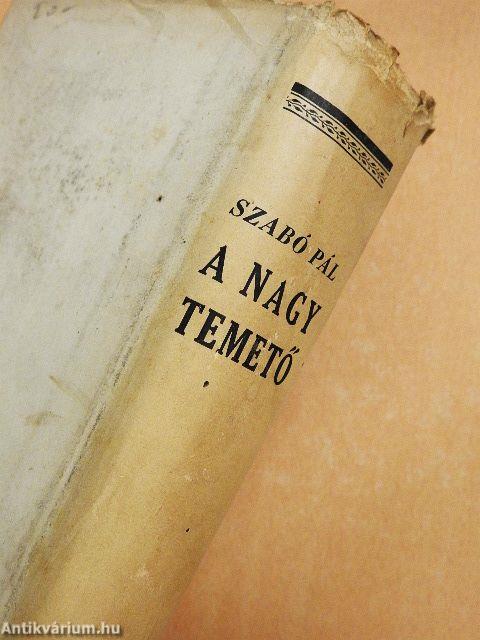 SZABÓ PÁL
A NAGY
TEMETŐ
Antikvárium.hu